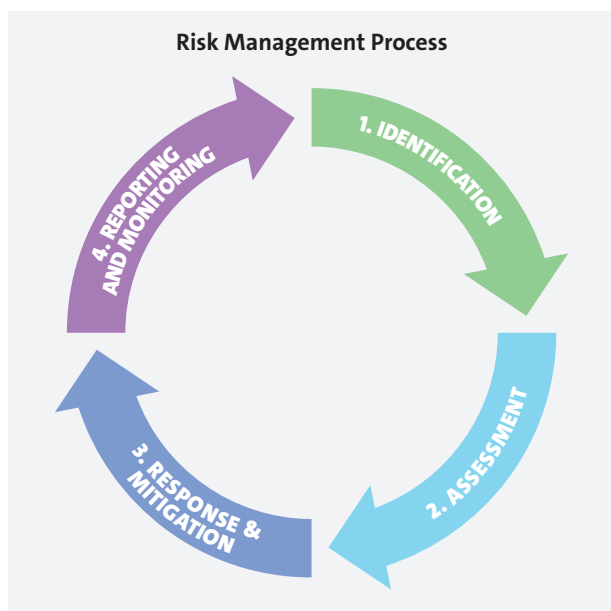 Risk Management Process
1. IDENTIFICATION
2. ASSESSMENT
3. RESPONSE &
MITIGATION
4. REPORTING
AND MONITORING